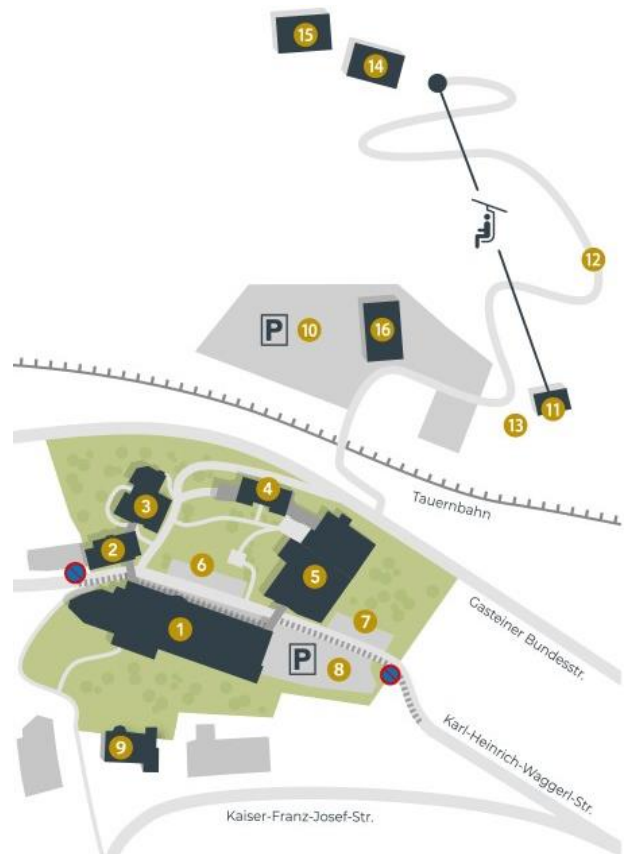 15
14
12
P 10
16
11
13
Tauernbahn
4
3
2
6
5
1
7
P 8
Gasteiner Bundesstr.
9
Karl-Heinrich-Waggerl-Str.
Kaiser-Franz-Josef-Str.